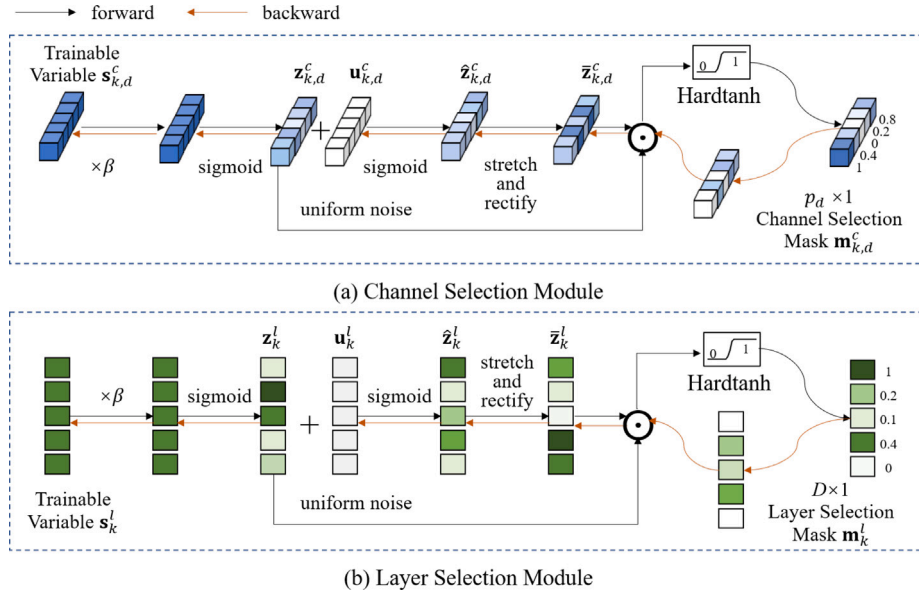 forward
backward
Trainable
Variable s^c_{k,d}
×β
sigmoid
z^c_{k,d}
+
u^c_{k,d}
uniform noise
sigmoid
ẑ^c_{k,d}
stretch
and
rectify
z̄^c_{k,d}
0 1
Hardtanh
0.8
0.2
0
0.4
1
p_d ×1
Channel Selection
Mask m^c_{k,d}
(a) Channel Selection Module
×β
Trainable
Variable s^l_k
sigmoid
z^l_k
+
u^l_k
uniform noise
sigmoid
ẑ^l_k
stretch
and
rectify
z̄^l_k
0 1
Hardtanh
1
0.2
0.1
0.4
0
D×1
Layer Selection
Mask m^l_k
(b) Layer Selection Module